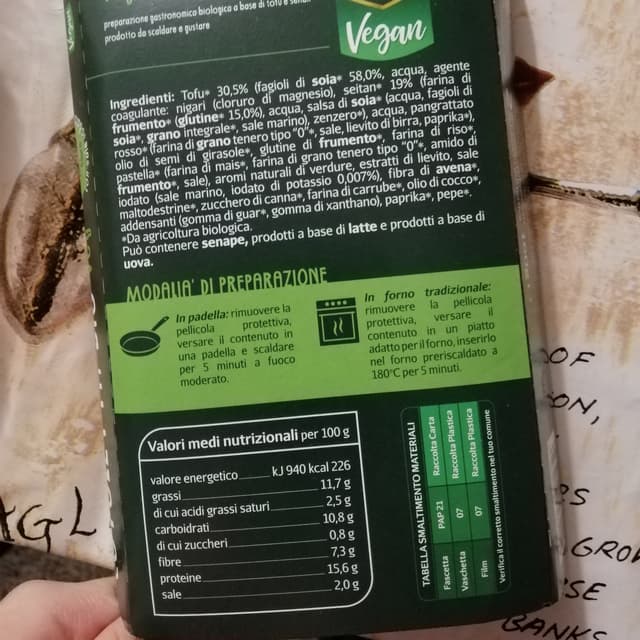 preparazione gastronomica biologica a base di tofu e
prodotto da scaldare e gustare
Vegan
Ingredienti: Tofu* 30,5% (fagioli di soia* 58,0%, acqua, agente
coagulante: nigari (cloruro di magnesio), seitan* 19% (farina di
frumento* (glutine* 15,0%), acqua, salsa di soia* (acqua, fagioli di
soia*, grano integrale*, sale marino), zenzero*), acqua, pangrattato
rosso* (farina di grano tenero tipo "0"*, sale, lievito di birra, paprika*),
olio di semi di girasole*, glutine di frumento*, farina di riso*,
pastella* (farina di mais*, farina di grano tenero tipo "0"*, amido di
frumento*, sale), aromi naturali di verdure, estratti di lievito, sale
iodato (sale marino, iodato di potassio 0,007%), fibra di avena*,
maltodestrine*, zucchero di canna*, farina di carrube*, olio di cocco*,
addensanti (gomma di guar*, gomma di xanthano), paprika*, pepe*.
*Da agricoltura biologica.
Può contenere senape, prodotti a base di latte e prodotti a base di
uova.
MODALIA' DI PREPARAZIONE
In padella: rimuovere la
pellicola protettiva,
versare il contenuto in
una padella e scaldare
per 5 minuti a fuoco
moderato.
In forno tradizionale:
rimuovere la pellicola
protettiva, versare il
contenuto in un piatto
adatto per il forno, inserirlo
nel forno preriscaldato a
180°C per 5 minuti.
Valori medi nutrizionali per 100 g
valore energetico kJ 940 kcal 226
grassi 11,7 g
di cui acidi grassi saturi 2,5 g
carboidrati 10,8 g
di cui zuccheri 0,8 g
fibre 7,3 g
proteine 15,6 g
sale 2,0 g
TABELLA SMALTIMENTO MATERIALI
Fascetta PAP 21 Raccolta Carta
Vaschetta 07 Raccolta Plastica
Film 07 Raccolta Plastica
Verifica il corretto smaltimento nel tuo comune
OF
ON,
GROW
SE
BANKS
AGL